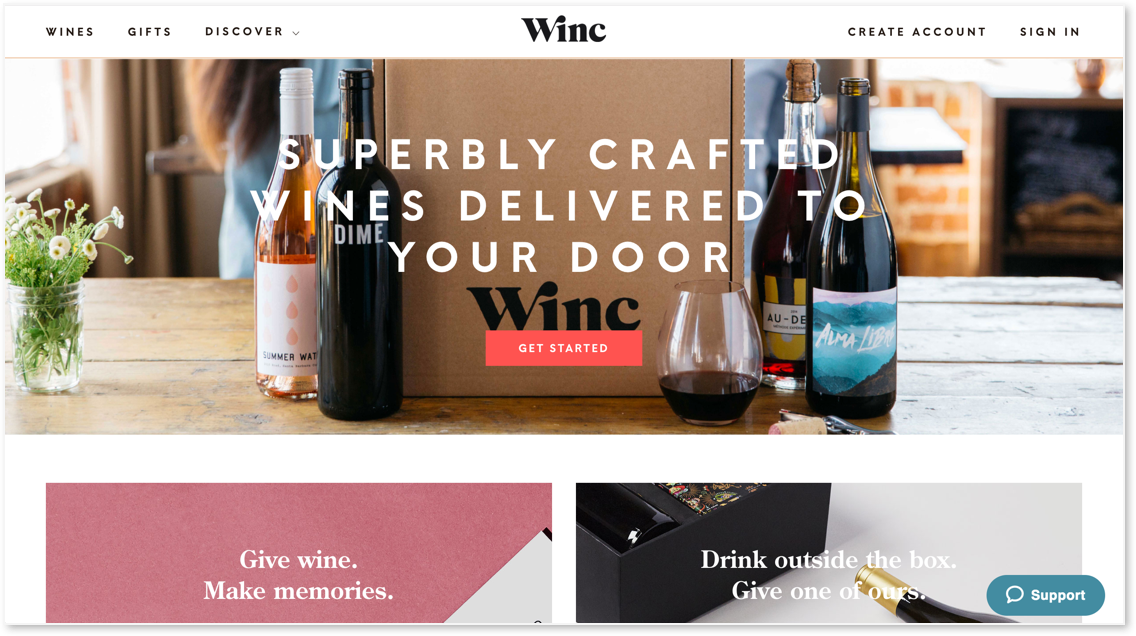 WINES
GIFTS
DISCOVER
Winc
CREATE ACCOUNT
SIGN IN
SUPERBLY CRAFTED
WINES DELIVERED TO
YOUR DOOR
DIME
Winc
GET STARTED
SUMMER WAT
AU-DE
ALMA LIBRE
Give wine.
Make memories.
Drink outside the box.
Give one of ours.
Support